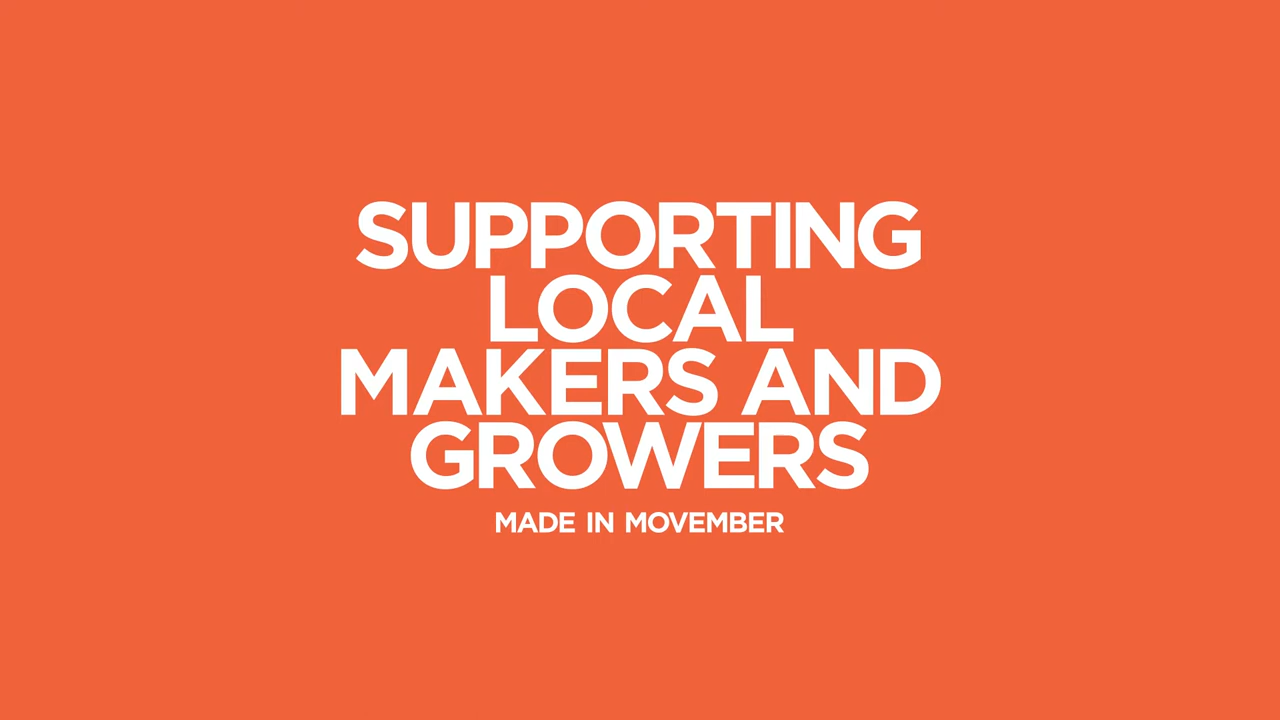 SUPPORTING
LOCAL
MAKERS AND
GROWERS
MADE IN MOVEMBER